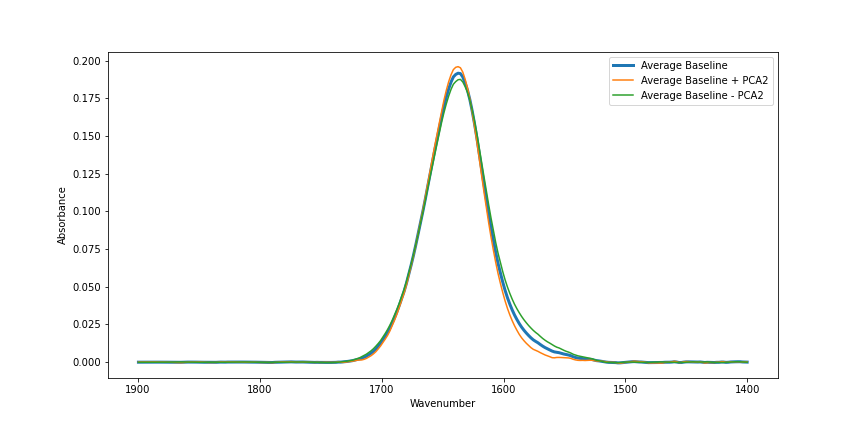 Average Baseline
Average Baseline + PCA2
Average Baseline - PCA2
Absorbance
0.200
0.175
0.150
0.125
0.100
0.075
0.050
0.025
0.000
1900 1800 1700 1600 1500 1400
Wavenumber